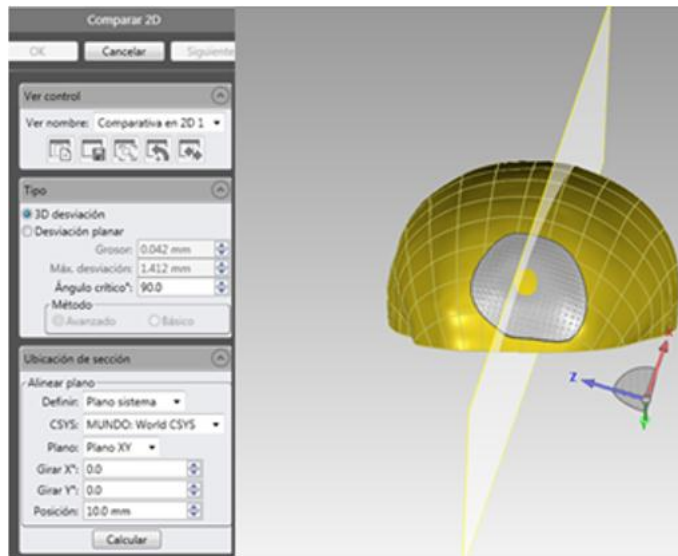 Comparar 2D
OK Cancelar Siguiente
Ver control
Ver nombre: Comparativa en 2D 1
Tipo
3D desviación
Desviación planar
Grosor: 0.042 mm
Máx. desviación: 1.412 mm
Ángulo crítico°: 90.0
Método
Avanzado Básico
Ubicación de sección
Alinear plano
Definir: Plano sistema
CSYS: MUNDO: World CSYS
Plano: Plano XY
Girar X°: 0.0
Girar Y°: 0.0
Posición: 10.0 mm
Calcular
X
Z
Y